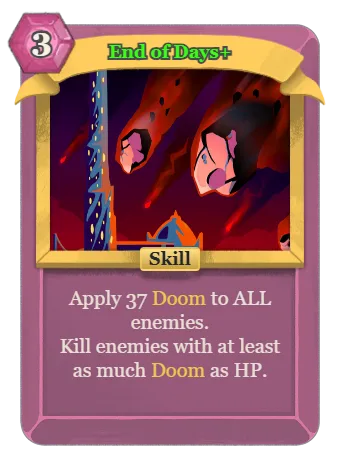 3
End of Days+
Skill
Apply 37 Doom to ALL
enemies.
Kill enemies with at least
as much Doom as HP.